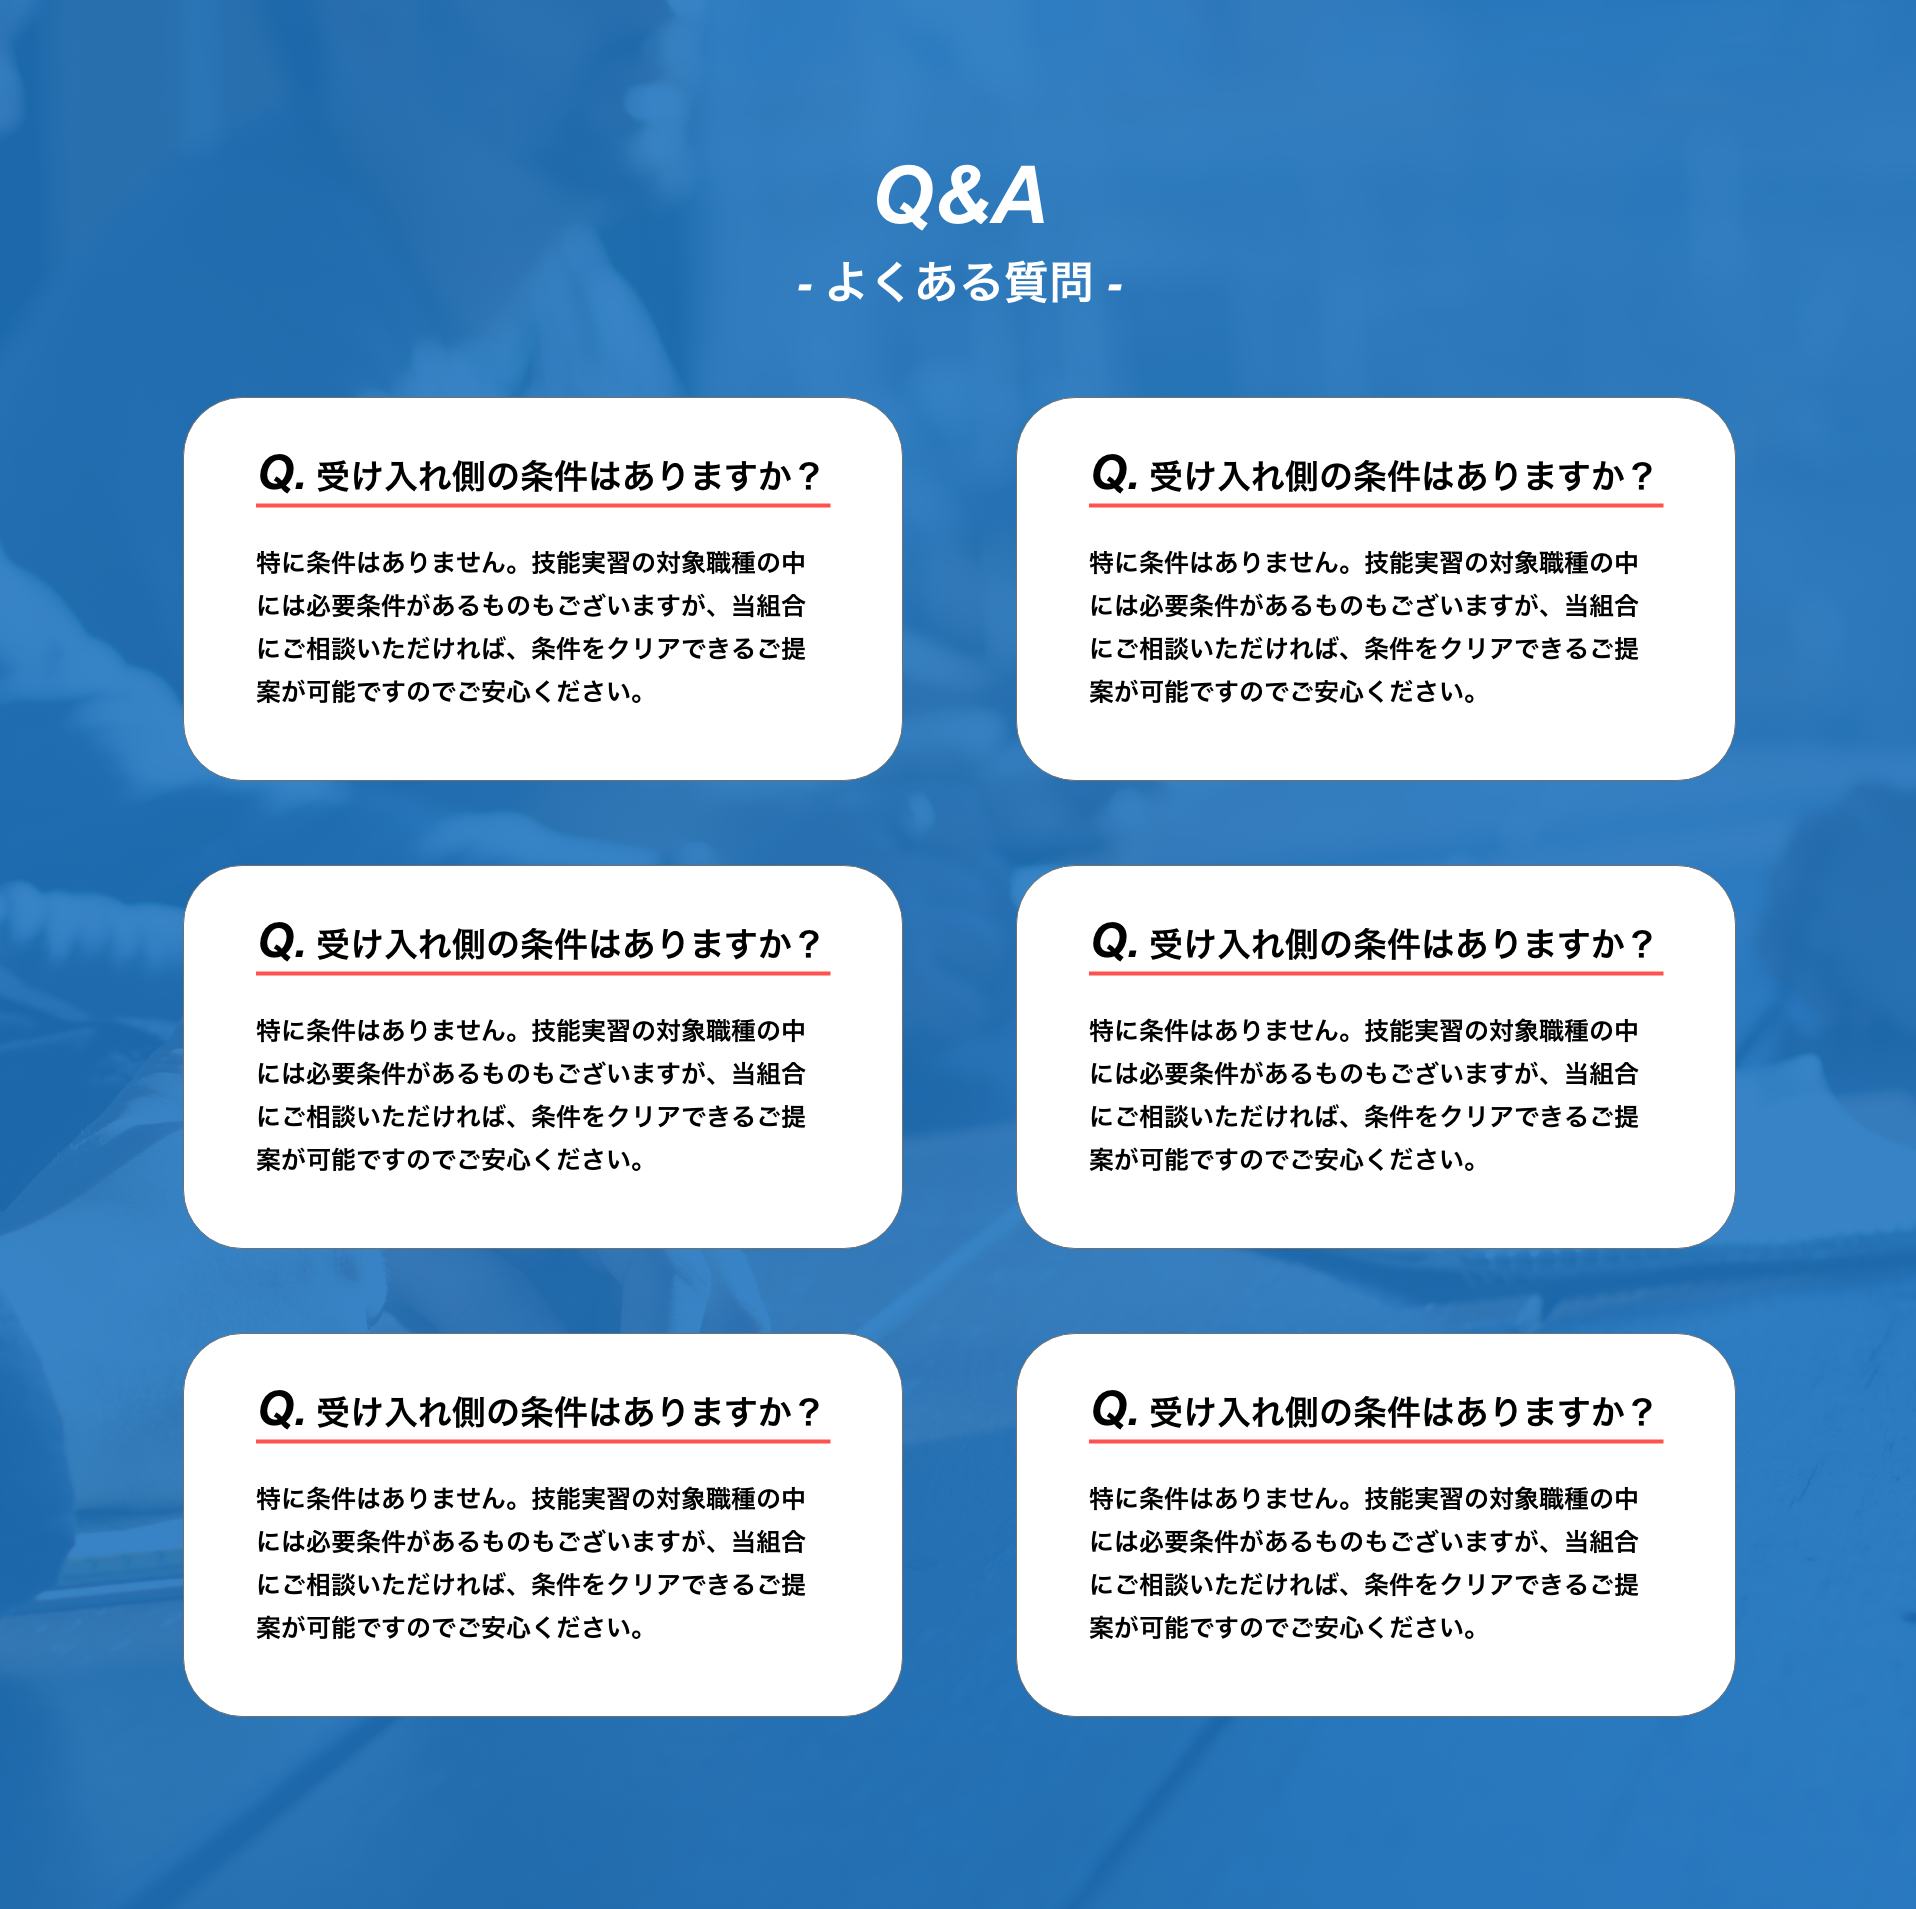 Q&A
- よくある質問 -
Q. 受け入れ側の条件はありますか？
特に条件はありません。技能実習の対象職種の中
には必要条件があるものもございますが、当組合
にご相談いただければ、条件をクリアできるご提
案が可能ですのでご安心ください。
Q. 受け入れ側の条件はありますか？
特に条件はありません。技能実習の対象職種の中
には必要条件があるものもございますが、当組合
にご相談いただければ、条件をクリアできるご提
案が可能ですのでご安心ください。
Q. 受け入れ側の条件はありますか？
特に条件はありません。技能実習の対象職種の中
には必要条件があるものもございますが、当組合
にご相談いただければ、条件をクリアできるご提
案が可能ですのでご安心ください。
Q. 受け入れ側の条件はありますか？
特に条件はありません。技能実習の対象職種の中
には必要条件があるものもございますが、当組合
にご相談いただければ、条件をクリアできるご提
案が可能ですのでご安心ください。
Q. 受け入れ側の条件はありますか？
特に条件はありません。技能実習の対象職種の中
には必要条件があるものもございますが、当組合
にご相談いただければ、条件をクリアできるご提
案が可能ですのでご安心ください。
Q. 受け入れ側の条件はありますか？
特に条件はありません。技能実習の対象職種の中
には必要条件があるものもございますが、当組合
にご相談いただければ、条件をクリアできるご提
案が可能ですのでご安心ください。